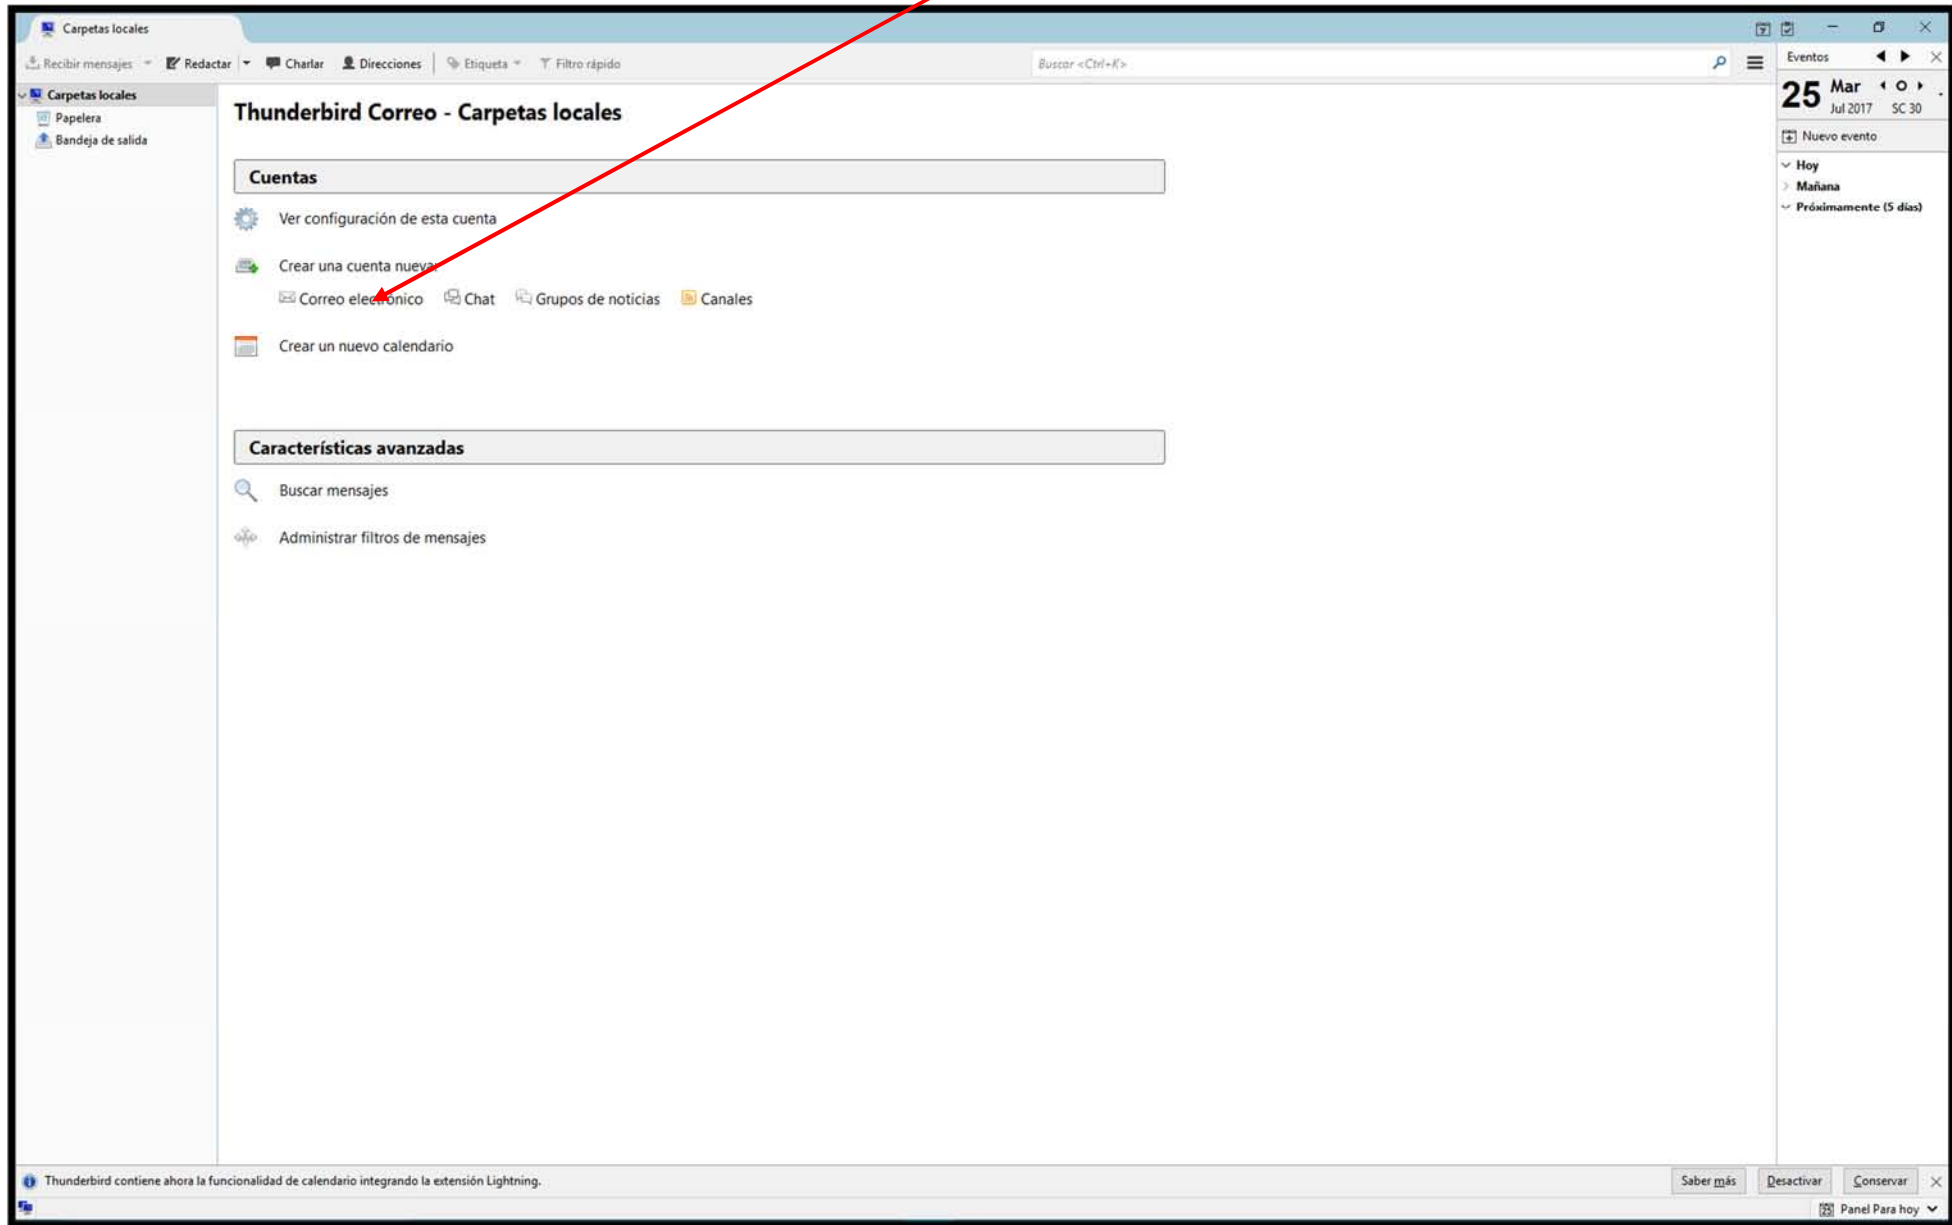 Carpetas locales
Recibir mensajes Redactar Charlar Direcciones Etiqueta Filtro rápido Buscar <Ctrl+K>
Eventos
Carpetas locales
Papelera
Bandeja de salida
Thunderbird Correo - Carpetas locales
Cuentas
Ver configuración de esta cuenta
Crear una cuenta nueva:
Correo electrónico Chat Grupos de noticias Canales
Crear un nuevo calendario
Características avanzadas
Buscar mensajes
Administrar filtros de mensajes
25 Mar
Jul 2017 SC 30
Nuevo evento
Hoy
Mañana
Próximamente (5 días)
Thunderbird contiene ahora la funcionalidad de calendario integrando la extensión Lightning. Saber más Desactivar Conservar
23 Panel Para hoy